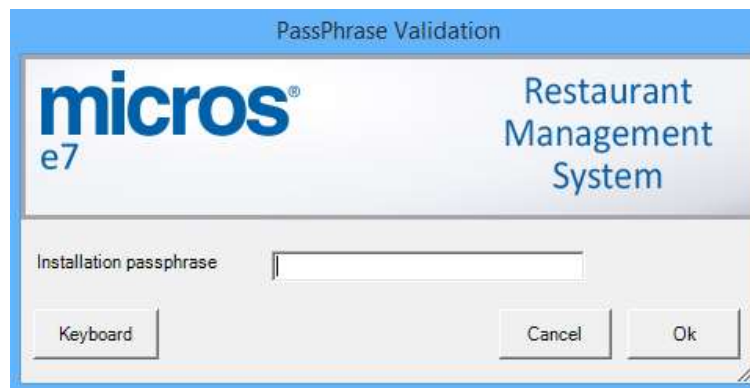 PassPhrase Validation
micros®
e7
Restaurant
Management
System
Installation passphrase
Keyboard
Cancel
Ok